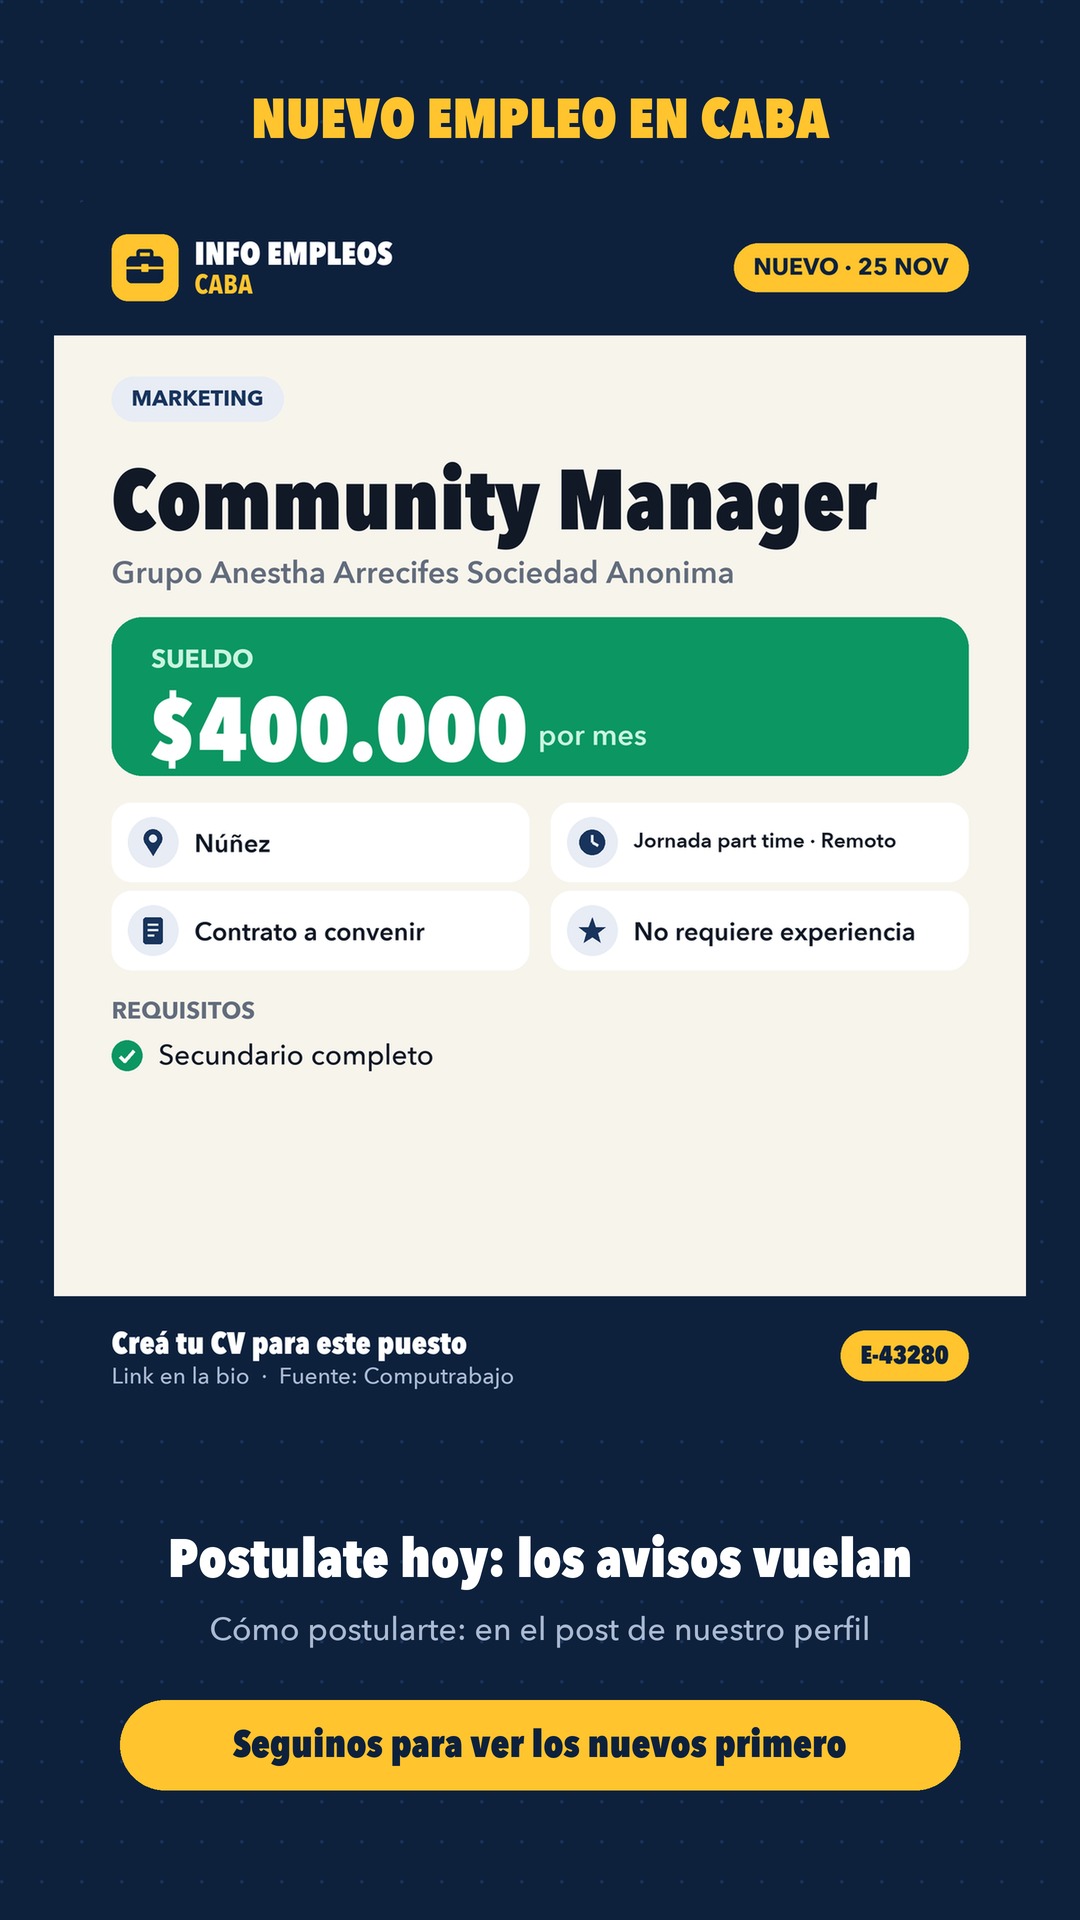 NUEVO EMPLEO EN CABA
INFO EMPLEOS
CABA
NUEVO · 25 NOV
MARKETING
Community Manager
Grupo Anestha Arrecifes Sociedad Anonima
SUELDO
$400.000 por mes
Núñez
Jornada part time · Remoto
Contrato a convenir
No requiere experiencia
REQUISITOS
Secundario completo
Creá tu CV para este puesto
Link en la bio · Fuente: Computrabajo
E-43280
Postulate hoy: los avisos vuelan
Cómo postularte: en el post de nuestro perfil
Seguinos para ver los nuevos primero